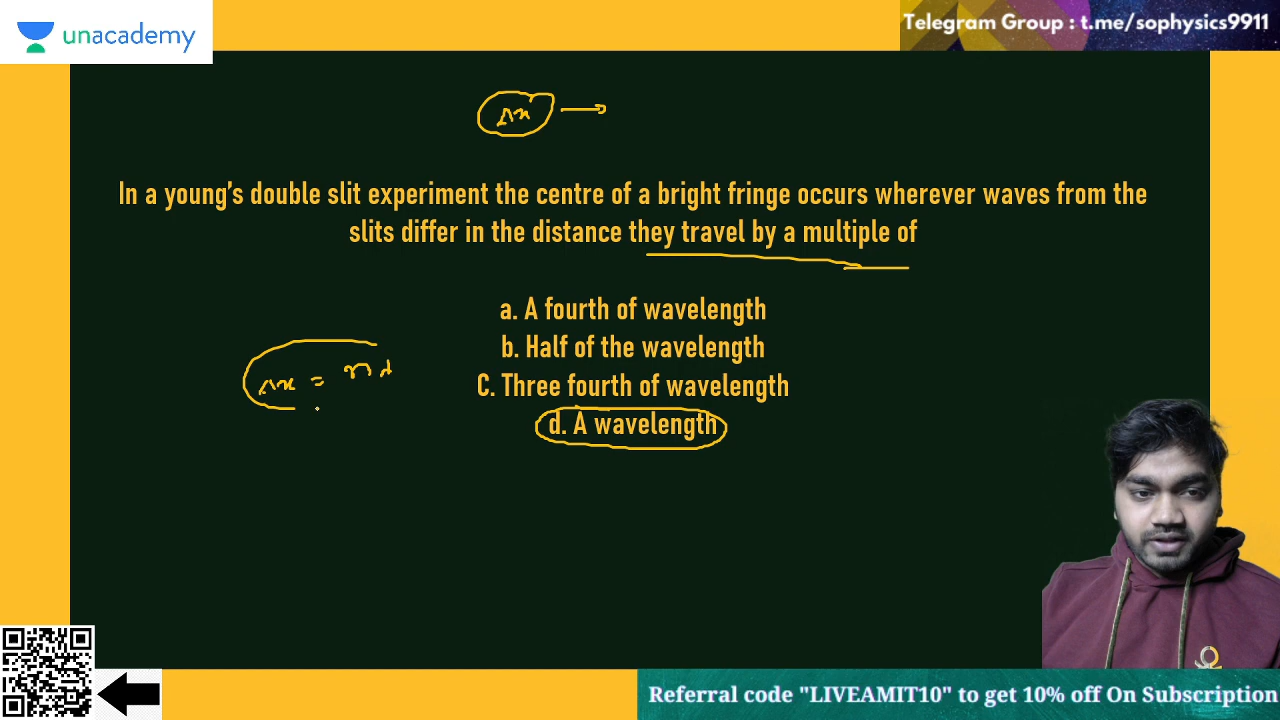 unacademy
Telegram Group : t.me/sophysics9911
Δx →
In a young's double slit experiment the centre of a bright fringe occurs wherever waves from the
slits differ in the distance they travel by a multiple of
a. A fourth of wavelength
b. Half of the wavelength
Δx = nλ
C. Three fourth of wavelength
d. A wavelength
Referral code "LIVEAMIT10" to get 10% off On Subscription